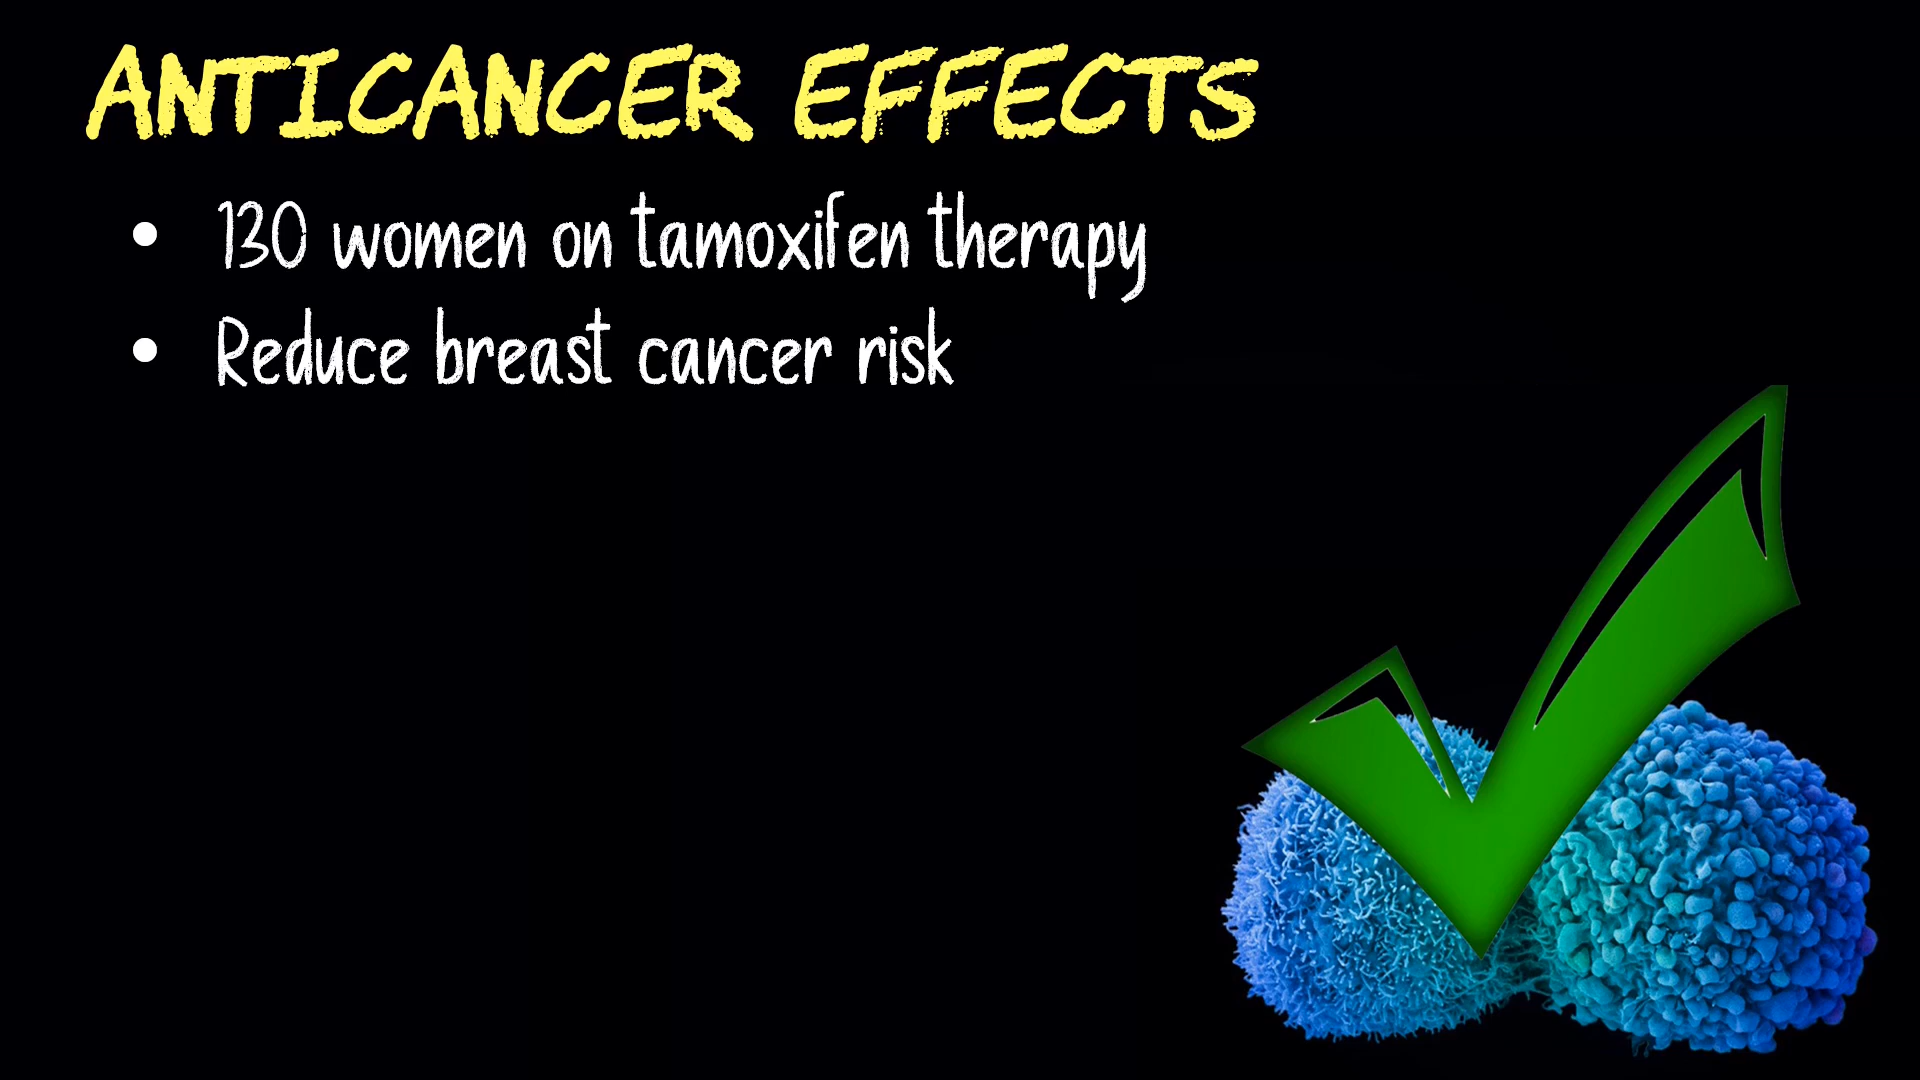 ANTICANCER EFFECTS
• 130 women on tamoxifen therapy
• Reduce breast cancer risk